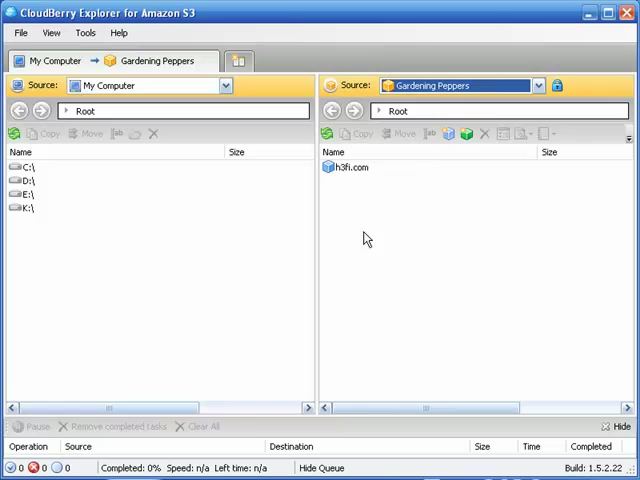 CloudBerry Explorer for Amazon S3
File View Tools Help
My Computer Gardening Peppers
Source: My Computer Source: Gardening Peppers
Root Root
Copy Move Copy Move
Name Size Name Size
C:\ h3fi.com
D:\
E:\
K:\
Pause Remove completed tasks Clear All Hide
Operation Source Destination Size Time Completed
0 0 0 Completed: 0% Speed: n/a Left time: n/a Hide Queue Build: 1.5.2.22